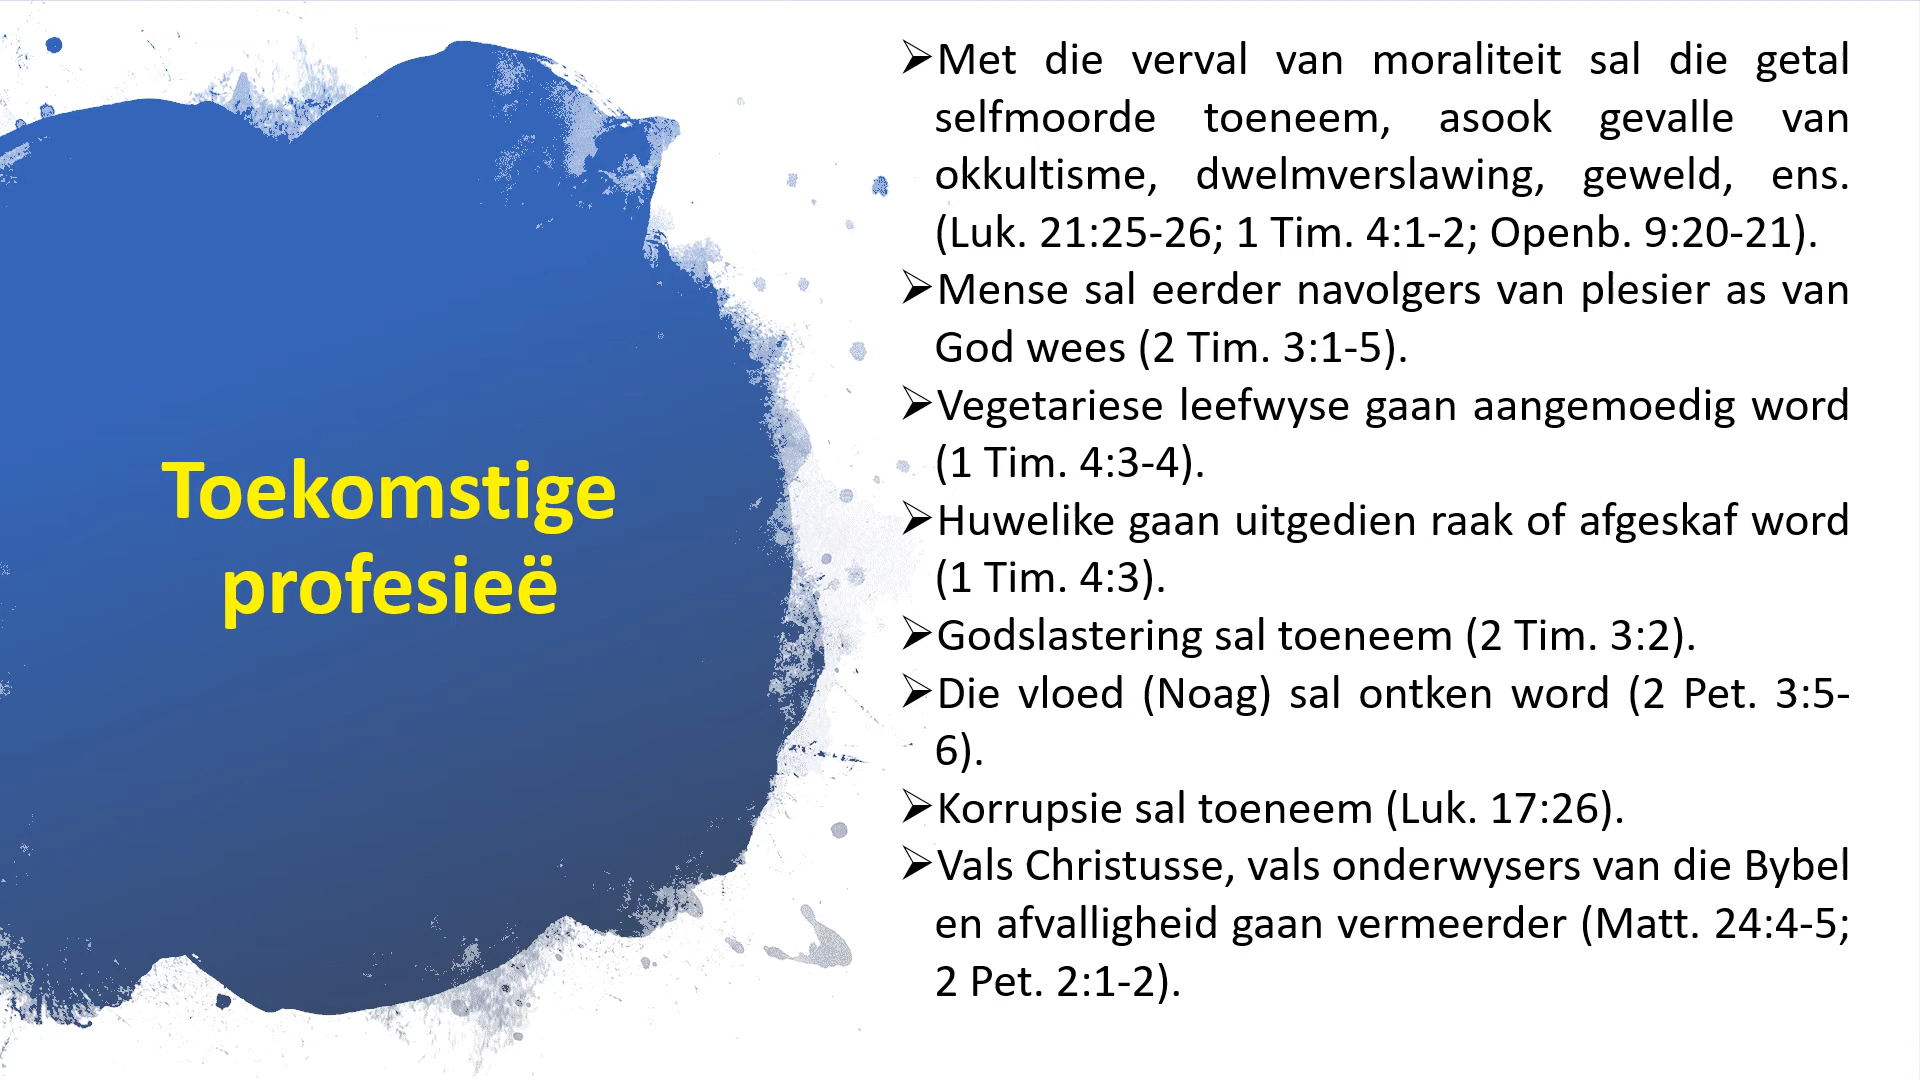 Toekomstige
profesieë
➢Met die verval van moraliteit sal die getal
selfmoorde toeneem, asook gevalle van
okkultisme, dwelmverslawing, geweld, ens.
(Luk. 21:25-26; 1 Tim. 4:1-2; Openb. 9:20-21).
➢Mense sal eerder navolgers van plesier as van
God wees (2 Tim. 3:1-5).
➢Vegetariese leefwyse gaan aangemoedig word
(1 Tim. 4:3-4).
➢Huwelike gaan uitgedien raak of afgeskaf word
(1 Tim. 4:3).
➢Godslastering sal toeneem (2 Tim. 3:2).
➢Die vloed (Noag) sal ontken word (2 Pet. 3:5-
6).
➢Korrupsie sal toeneem (Luk. 17:26).
➢Vals Christusse, vals onderwysers van die Bybel
en afvalligheid gaan vermeerder (Matt. 24:4-5;
2 Pet. 2:1-2).